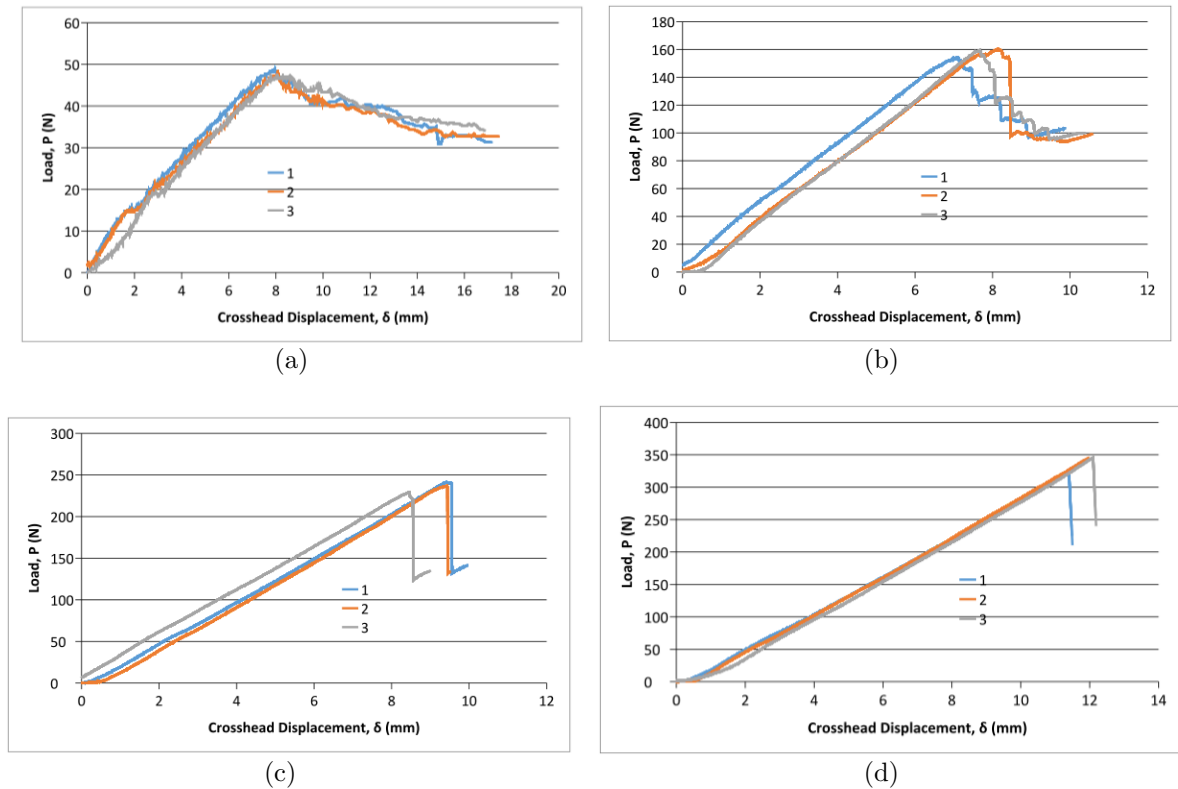 60
50
40
30
20
10
0
Load, P (N)
1
2
3
0 2 4 6 8 10 12 14 16 18 20
Crosshead Displacement, δ (mm)
(a)
180
160
140
120
100
80
60
40
20
0
Load, P (N)
1
2
3
0 2 4 6 8 10 12
Crosshead Displacement, δ (mm)
(b)
300
250
200
150
100
50
0
Load, P (N)
1
2
3
0 2 4 6 8 10 12
Crosshead Displacement, δ (mm)
(c)
400
350
300
250
200
150
100
50
0
Load, P (N)
1
2
3
0 2 4 6 8 10 12 14
Crosshead Displacement, δ (mm)
(d)